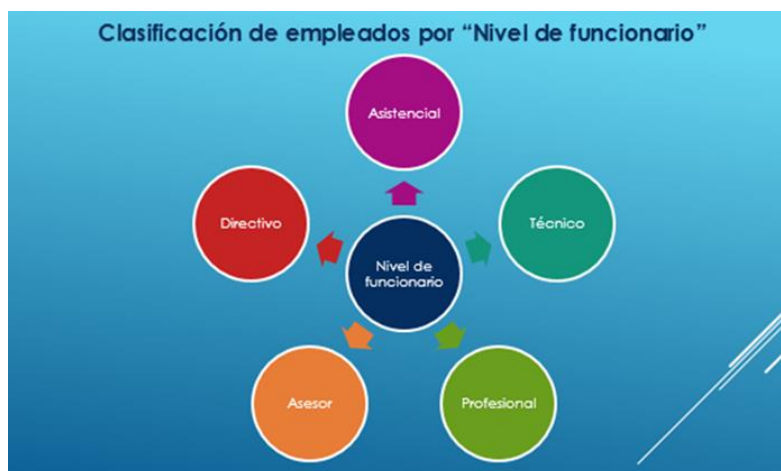 Clasificación de empleados por “Nivel de funcionario”
Asistencial
Directivo
Técnico
Nivel de
funcionario
Asesor
Profesional